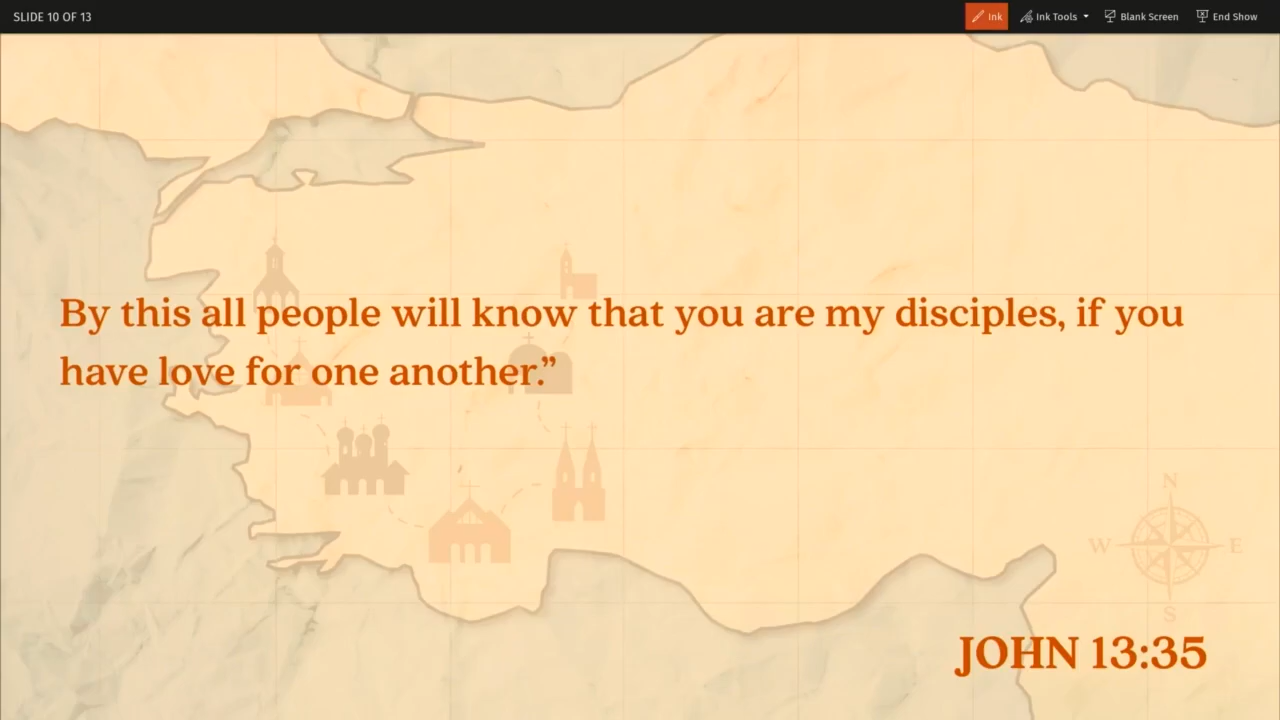 SLIDE 10 OF 13
Ink
Ink Tools
Blank Screen
End Show
By this all people will know that you are my disciples, if you
have love for one another.”
N
W
E
S
JOHN 13:35